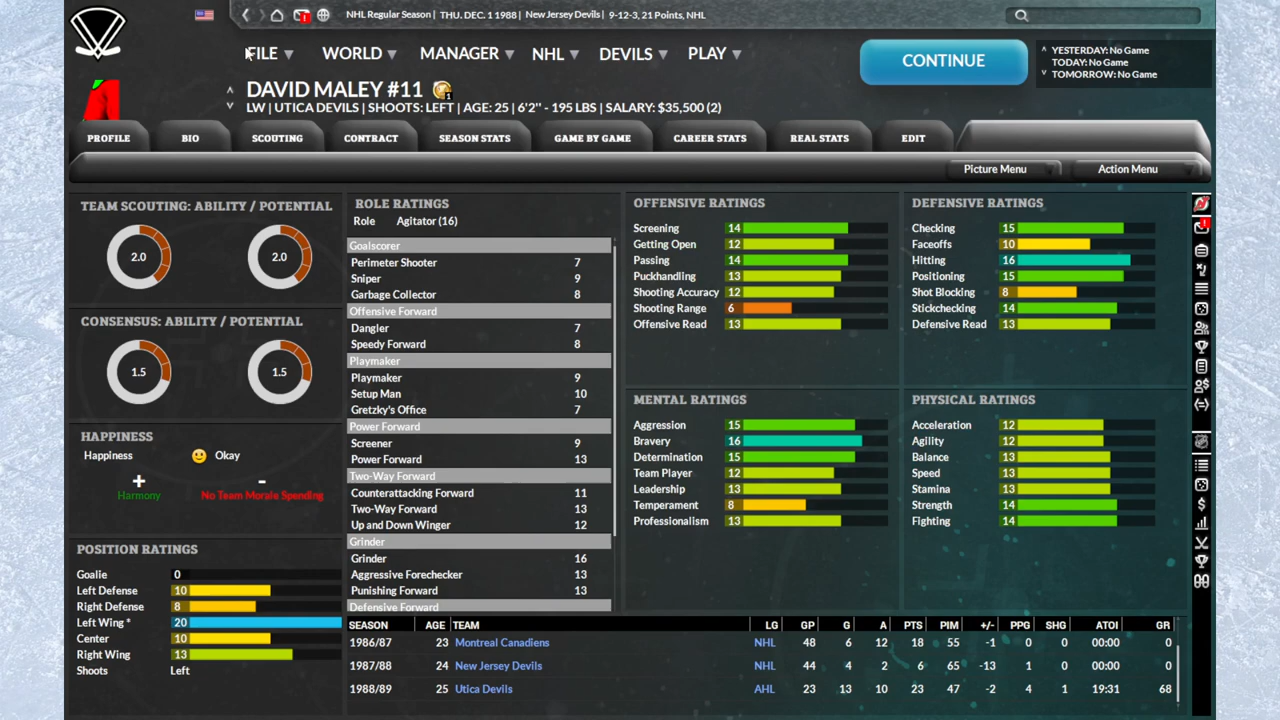 NHL Regular Season | THU. DEC. 1 1988 | New Jersey Devils | 9-12-3, 21 Points, NHL
FILE WORLD MANAGER NHL DEVILS PLAY
CONTINUE
YESTERDAY: No Game
TODAY: No Game
TOMORROW: No Game
DAVID MALEY #11
1
LW | UTICA DEVILS | SHOOTS: LEFT | AGE: 25 | 6'2" - 195 LBS | SALARY: $35,500 (2)
PROFILE BIO SCOUTING CONTRACT SEASON STATS GAME BY GAME CAREER STATS REAL STATS EDIT
Picture Menu Action Menu
TEAM SCOUTING: ABILITY / POTENTIAL
2.0 2.0
CONSENSUS: ABILITY / POTENTIAL
1.5 1.5
HAPPINESS
Happiness Okay
+ -
Harmony No Team Morale Spending
POSITION RATINGS
Goalie 0
Left Defense 10
Right Defense 8
Left Wing * 20
Center 10
Right Wing 13
Shoots Left
ROLE RATINGS
Role Agitator (16)
Goalscorer
Perimeter Shooter 7
Sniper 9
Garbage Collector 8
Offensive Forward
Dangler 7
Speedy Forward 8
Playmaker
Playmaker 9
Setup Man 10
Gretzky's Office 7
Power Forward
Screener 9
Power Forward 13
Two-Way Forward
Counterattacking Forward 11
Two-Way Forward 13
Up and Down Winger 12
Grinder
Grinder 16
Aggressive Forechecker 13
Punishing Forward 13
Defensive Forward
OFFENSIVE RATINGS
Screening 14
Getting Open 12
Passing 14
Puckhandling 13
Shooting Accuracy 12
Shooting Range 6
Offensive Read 13
DEFENSIVE RATINGS
Checking 15
Faceoffs 10
Hitting 16
Positioning 15
Shot Blocking 8
Stickchecking 14
Defensive Read 13
MENTAL RATINGS
Aggression 15
Bravery 16
Determination 15
Team Player 12
Leadership 13
Temperament 8
Professionalism 13
PHYSICAL RATINGS
Acceleration 12
Agility 12
Balance 13
Speed 13
Stamina 13
Strength 14
Fighting 14
SEASON AGE TEAM LG GP G A PTS PIM +/- PPG SHG ATOI GR
1986/87 23 Montreal Canadiens NHL 48 6 12 18 55 -1 0 0 00:00 0
1987/88 24 New Jersey Devils NHL 44 4 2 6 65 -13 1 0 00:00 0
1988/89 25 Utica Devils AHL 23 13 10 23 47 -2 4 1 19:31 68